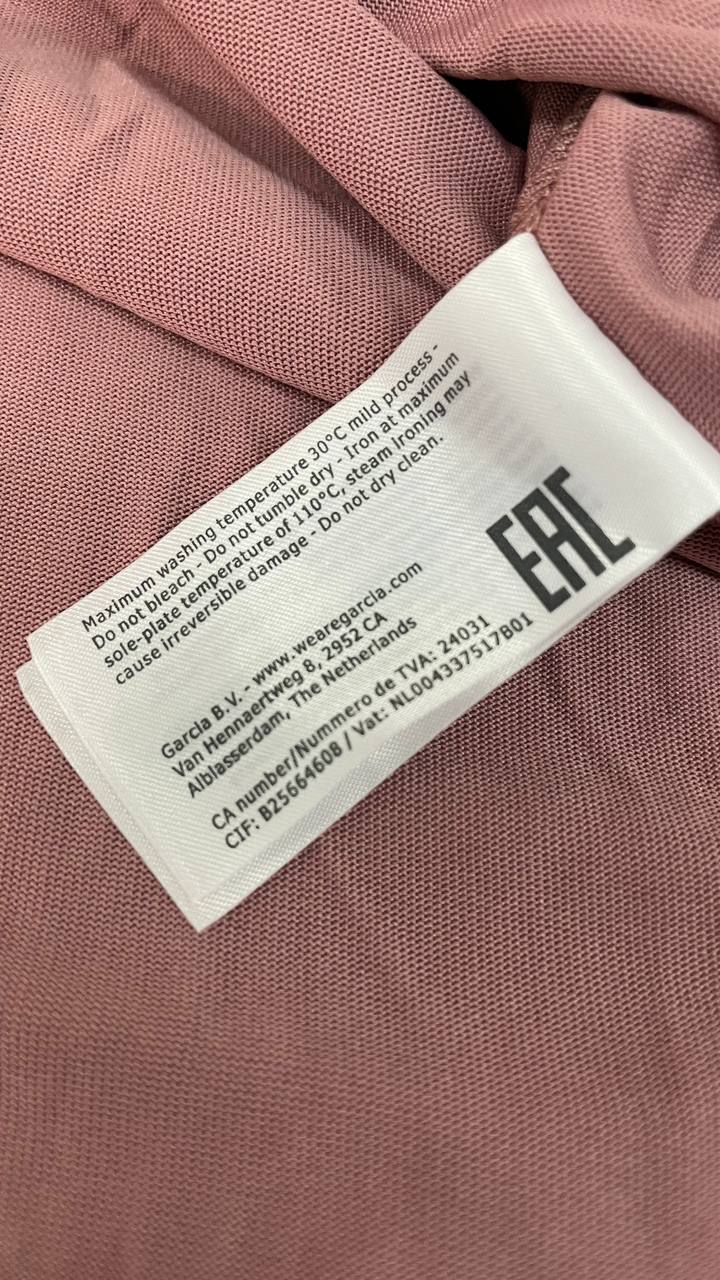 Maximum washing temperature 30°C mild process -
Do not bleach - Do not tumble dry - Iron at maximum
sole-plate temperature of 110°C, steam ironing may
cause irreversible damage - Do not dry clean.
EAC
Garcia B.V. - www.wearegarcia.com
Van Hennaertweg 8, 2952 CA
Alblasserdam, The Netherlands
CA number/Nummero de TVA: 24031
CIF: B25664608 / Vat: NL004337517B01